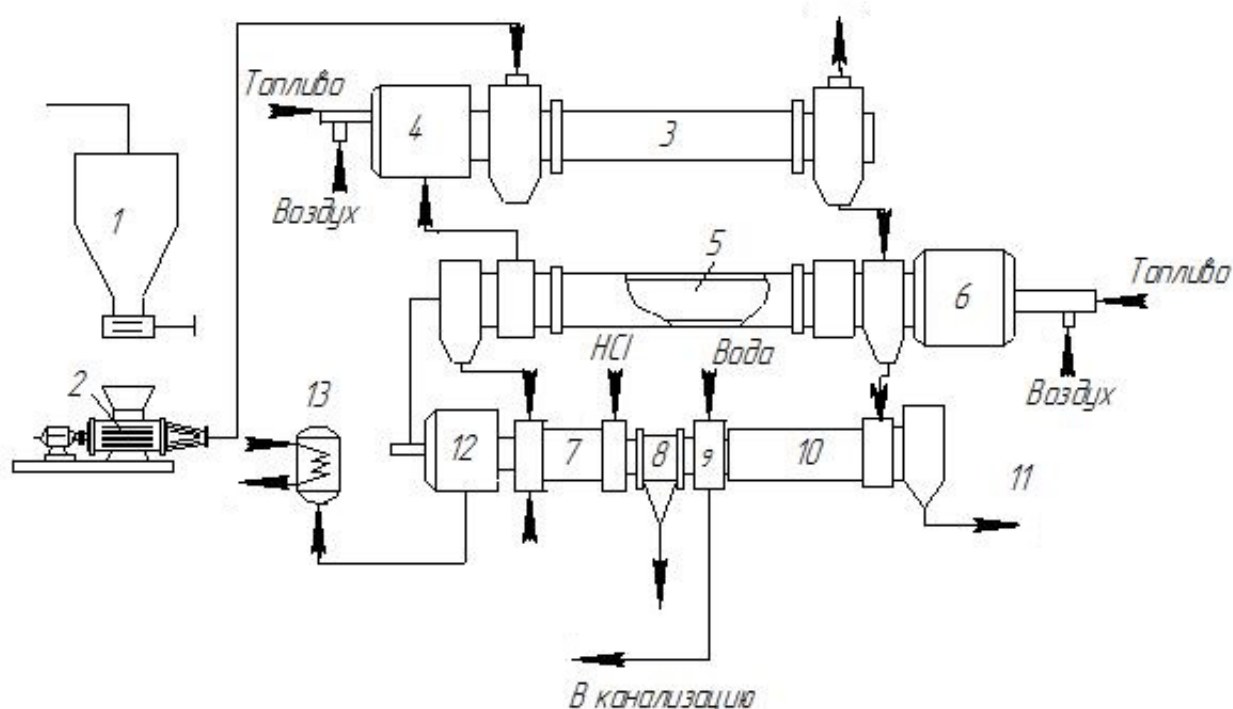 Топливо
4
3
Воздух
1
5
6
Топливо
HCl
Вода
Воздух
2
13
12
7
8
9
10
11
В канализацию